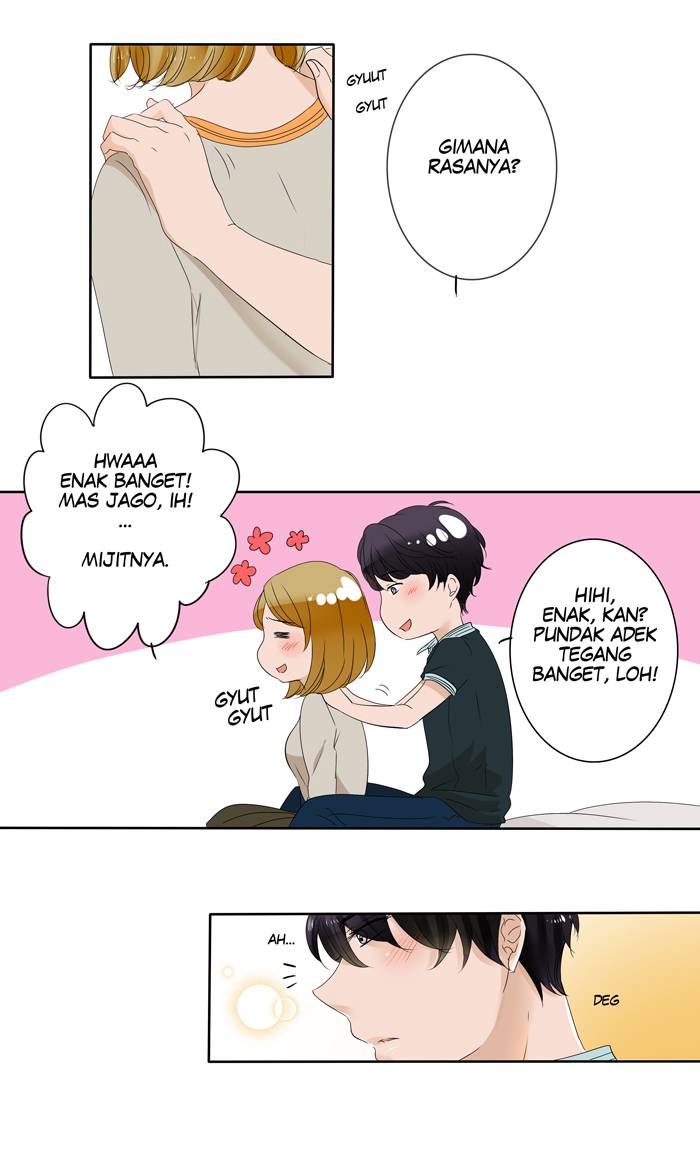 GYUUT
GYUT
GIMANA
RASANYA?
HWAAA
ENAK BANGET!
MAS JAGO, IH!
...
MIJITNYA.
HIHI,
ENAK, KAN?
PUNDAK ADEK
TEGANG
BANGET, LOH!
GYUT
GYUT
AH...
DEG